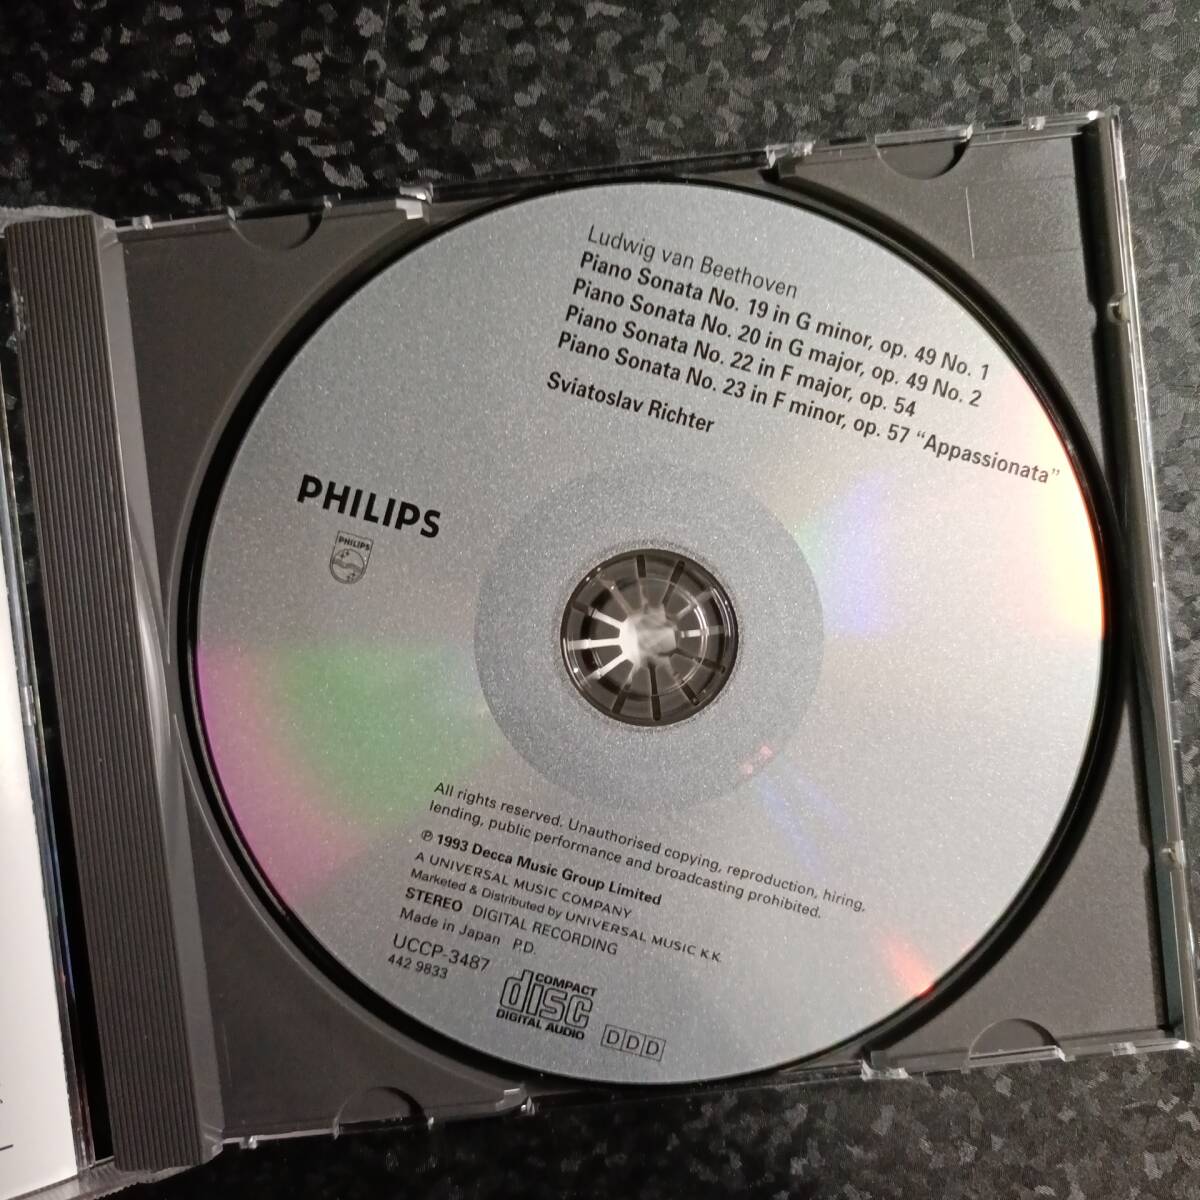 Ludwig van Beethoven
Piano Sonata No. 19 in G minor, op. 49 No. 1
Piano Sonata No. 20 in G major, op. 49 No. 2
Piano Sonata No. 22 in F major, op. 54
Piano Sonata No. 23 in F minor, op. 57 “Appassionata”
Sviatoslav Richter
PHILIPS
PHILIPS
All rights reserved. Unauthorised copying, reproduction, hiring,
lending, public performance and broadcasting prohibited.
℗ 1993 Decca Music Group Limited
A UNIVERSAL MUSIC COMPANY
Marketed & Distributed by UNIVERSAL MUSIC K.K.
STEREO DIGITAL RECORDING
Made in Japan P.D.
UCCP-3487
442 9833
COMPACT
disc
DIGITAL AUDIO
DDD